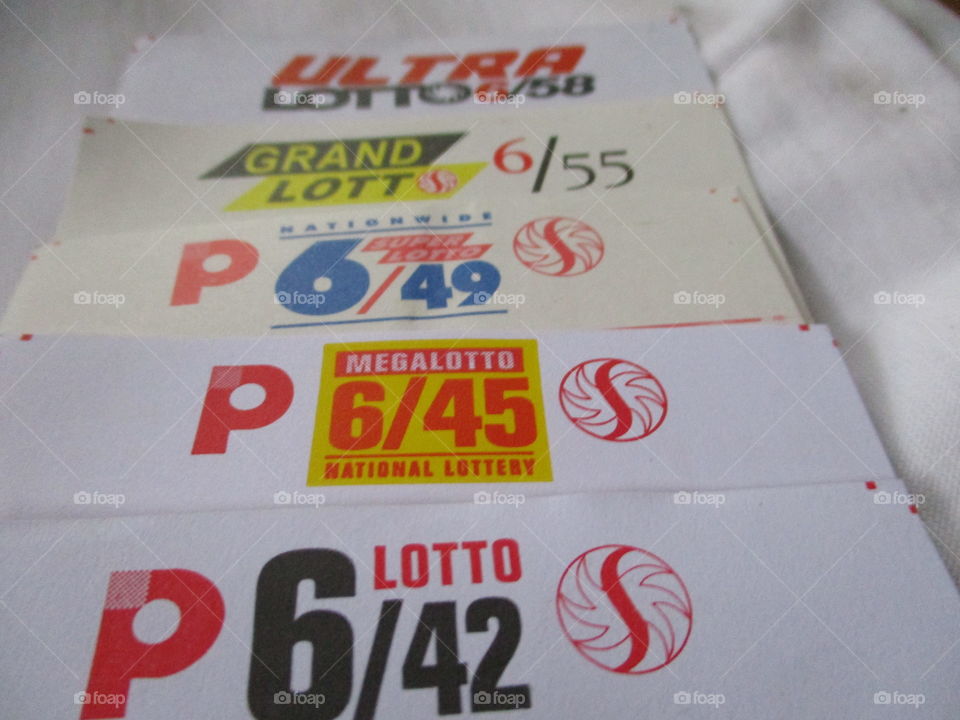 ULTRA
LOTTO 6/58
GRAND
LOTTO 6/55
NATIONWIDE
P 6/49 SUPER LOTTO
P MEGALOTTO
6/45
NATIONAL LOTTERY
P LOTTO
6/42
foap